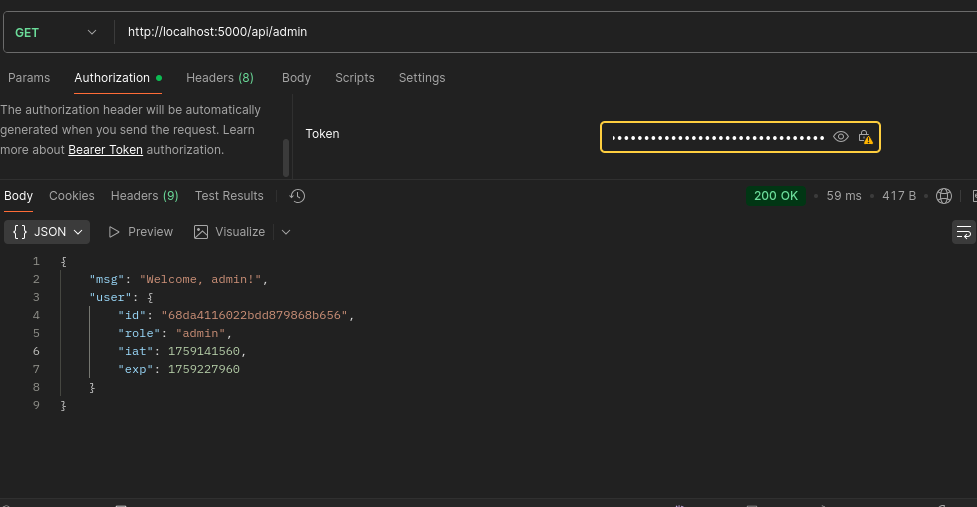 GET http://localhost:5000/api/admin
Params Authorization Headers (8) Body Scripts Settings
The authorization header will be automatically
generated when you send the request. Learn
more about Bearer Token authorization.
Token
Body Cookies Headers (9) Test Results 200 OK • 59 ms • 417 B •
{} JSON Preview Visualize
1 {
2 "msg": "Welcome, admin!",
3 "user": {
4 "id": "68da4116022bdd879868b656",
5 "role": "admin",
6 "iat": 1759141560,
7 "exp": 1759227960
8 }
9 }